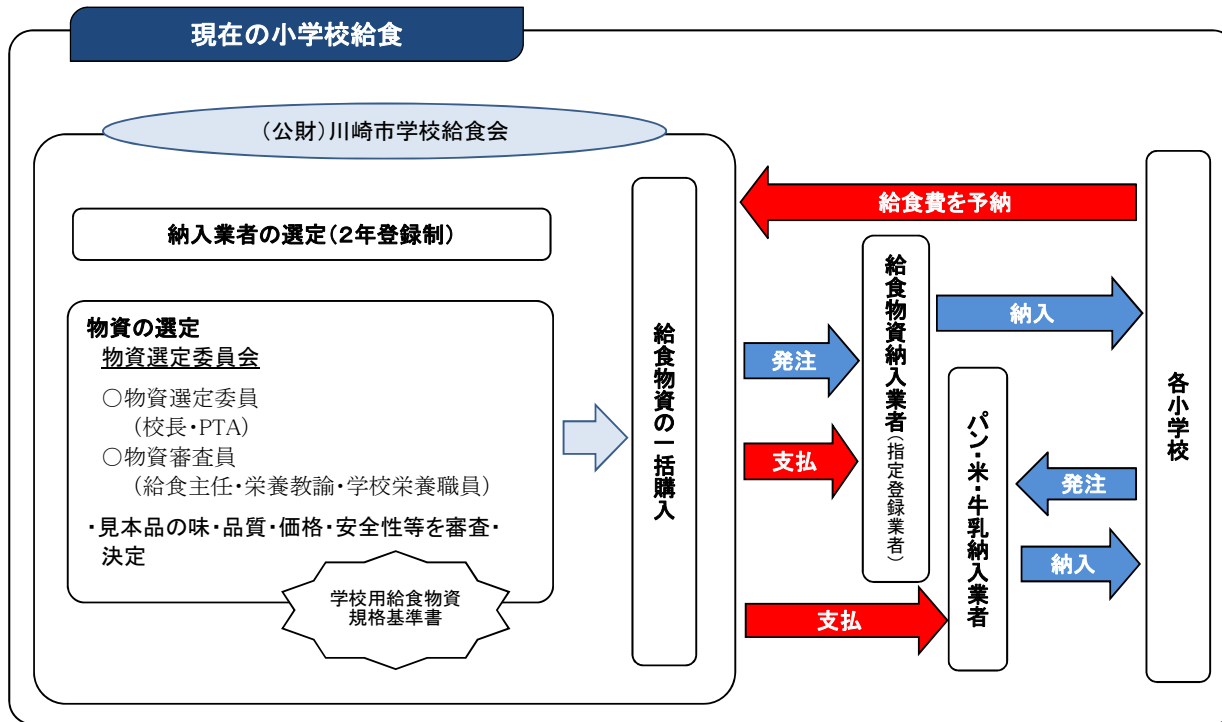 現在の小学校給食
（公財）川崎市学校給食会
納入業者の選定（２年登録制）
物資の選定
物資選定委員会
○物資選定委員
（校長・PTA）
○物資審査員
（給食主任・栄養教諭・学校栄養職員）
・見本品の味・品質・価格・安全性等を審査・
決定
学校用給食物資
規格基準書
給食物資の一括購入
給食費を予納
発注
支払
支払
給食物資納入業者（指定登録業者）
納入
パン・米・牛乳納入業者
発注
納入
各小学校